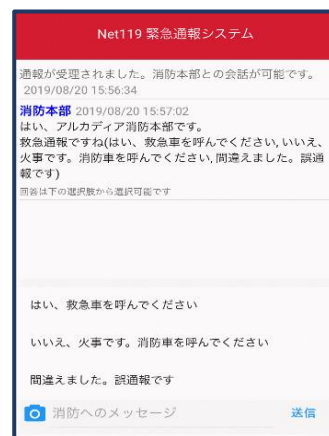 Net119 緊急通報システム
通報が受理されました。消防本部との会話が可能です。
2019/08/20 15:56:34
消防本部 2019/08/20 15:57:02
はい、アルカディア消防本部です。
救急通報ですね(はい、救急車を呼んでください, いいえ、
火事です。消防車を呼んでください, 間違えました。誤通
報です)
回答は下の選択肢から選択可能です
はい、救急車を呼んでください
いいえ、火事です。消防車を呼んでください
間違えました。誤通報です
消防へのメッセージ 送信